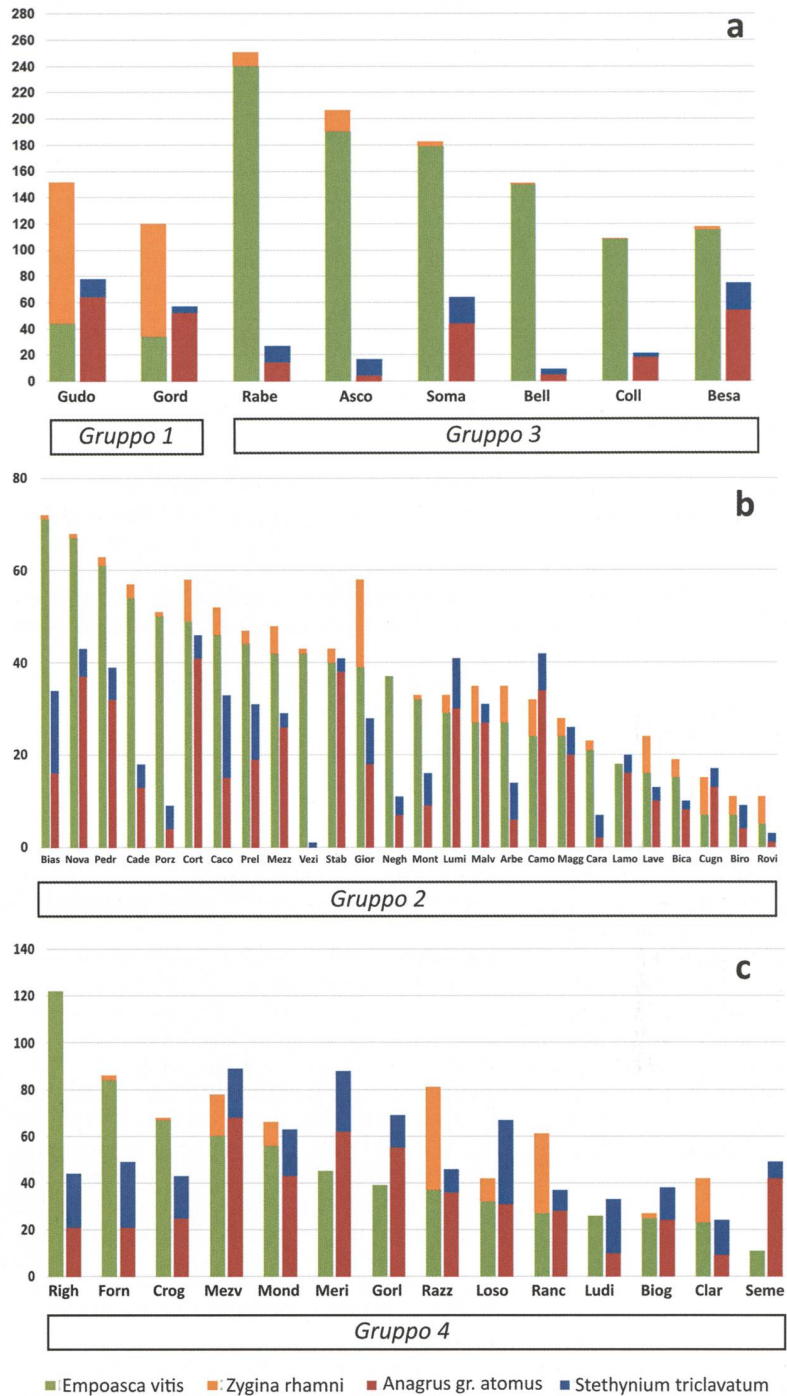 280
a
260
240
220
200
180
160
140
120
100
80
60
40
20
0
Gudo Gord Rabe Asco Soma Bell Coll Besa
Gruppo 1 Gruppo 3
80
b
60
40
20
0
Bias Nova Pedr Cade Porz Cort Caco Prel Mezz Vezi Stab Gior Negh Mont Lumi Malv Arbe Camo Magg Cara Lamo Lave Bica Cugn Biro Rovi
Gruppo 2
140
c
120
100
80
60
40
20
0
Righ Forn Crog Mezv Mond Meri Gorl Razz Loso Ranc Ludi Biog Clar Seme
Gruppo 4
Empoasca vitis Zygina rhamni Anagrus gr. atomus Stethynium triclavatum